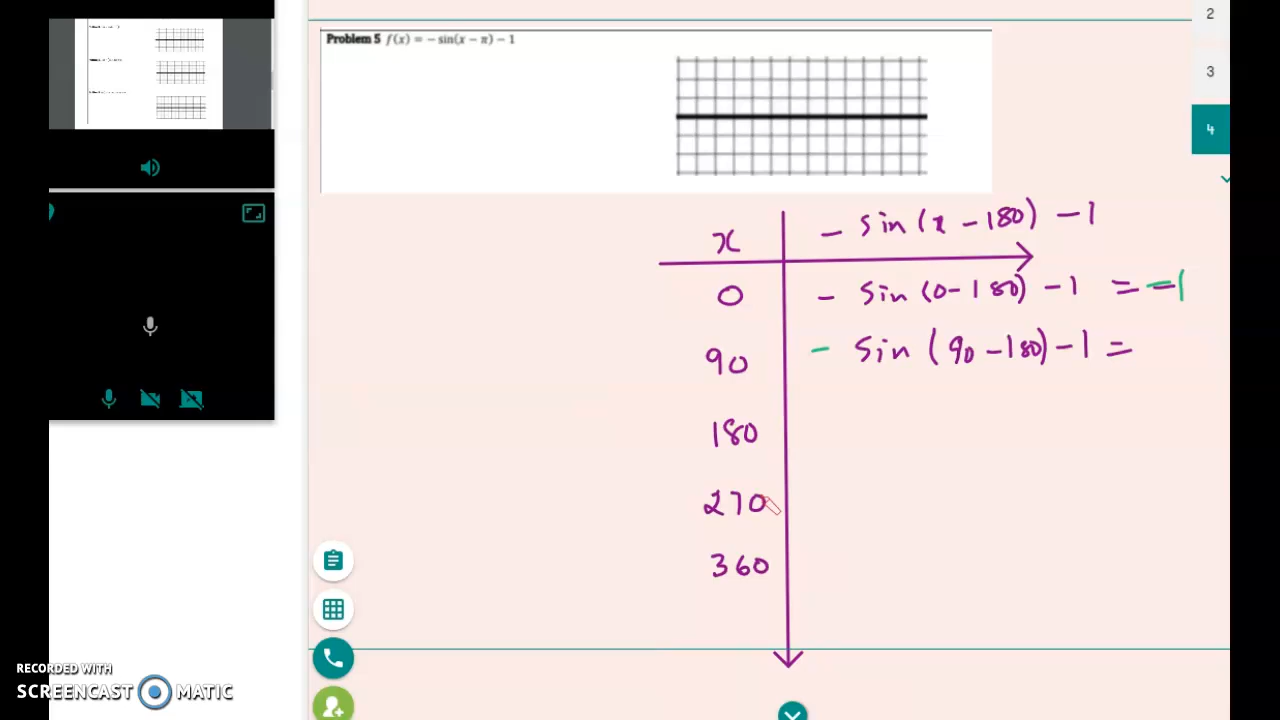 2
3
4
Problem 5 f(x) = − sin(x − π) − 1
x − sin(x − 180) − 1
0 − sin(0 − 180) − 1 = −1
90 − sin(90 − 180) − 1 =
180
270
360
RECORDED WITH
SCREENCAST MATIC